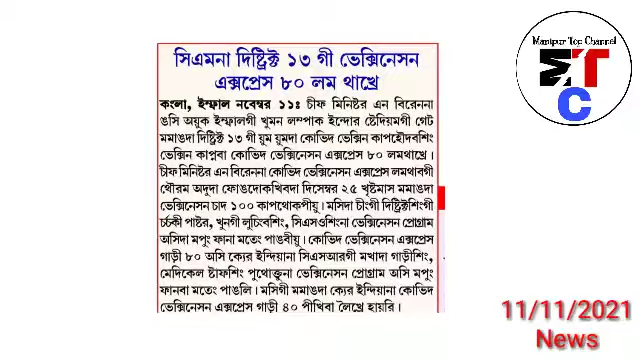 Manipur Top Channel
MTC
সিএমনা দিষ্ট্রিক্ট ১৩ গী ভেক্সিনেসন
এক্সপ্রেস ৮০ লম থাখ্রে
কংলা, ইম্ফাল নবেম্বর ১১ঃ চীফ মিনিষ্টর এন বিরেননা
ঙসি অয়ুক ইম্ফালগী খুমন লম্পাক ইন্দোর ষ্টেদিয়মগী গেট
মমাঙদা দিষ্ট্রিক্ট ১৩ গী য়ুম য়ুমদা কোভিদ ভেক্সিন কাপহৌদবশিং
ভেক্সিন কাপ্নবা কোভিদ ভেক্সিনেসন এক্সপ্রেস ৮০ লমথাখ্রে।
চীফ মিনিষ্টর এন বিরেননা কোভিদ ভেক্সিনেসন এক্সপ্রেস লমথাবগী
থৌরম অদুদা ফোঙদোকখিবদা দিসেম্বর ২৫ খৃষ্টমাস মমাঙদা
ভেক্সিনেসন চাদ ১০০ কাপথোকপীয়ু। মসিদা চীংগী দিষ্ট্রিক্টশিংগী
চর্চকী পাষ্টর, খুনগী লুচিংবশিং, সিএসওশিংনা ভেক্সিনেসন প্রোগ্রাম
অসিদা মপুং ফানা মতেং পাঙবীয়ু। কোভিদ ভেক্সিনেসন এক্সপ্রেস
গাড়ী ৮০ অসি ক্যের ইন্দিয়ানা সিএসআরগী মখাদা গাড়ীশিং,
মেদিকেল ষ্টাফশিং পুথোক্তুনা ভেক্সিনেসন প্রোগ্রাম অসি মপুং
ফানবা মতেং পাঙলি। মসিগী মমাঙদা ক্যের ইন্দিয়ানা কোভিদ
ভেক্সিনেসন এক্সপ্রেস গাড়ী ৪০ পীখিবা লৈখ্রে হায়রি।
11/11/2021
News